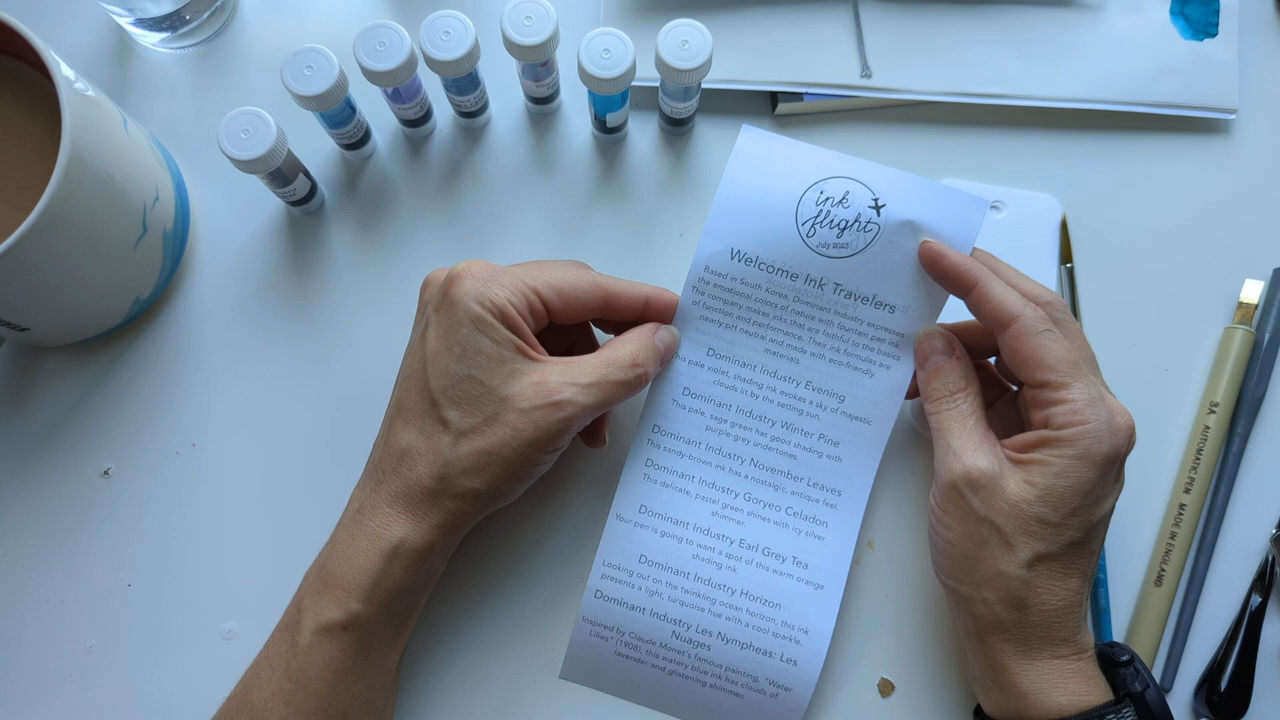 ink
flight
July 2023
Welcome Ink Travelers
Based in South Korea, Dominant Industry expresses
the emotional colors of nature with fountain pen ink.
The company makes inks that are faithful to the basics
of function and performance. Their ink formulas are
nearly pH neutral and made with eco-friendly
materials.
Dominant Industry Evening
This pale violet, shading ink evokes a sky of majestic
clouds lit by the setting sun.
Dominant Industry Winter Pine
This pale, sage green has good shading with
purple-grey undertones.
Dominant Industry November Leaves
This sandy-brown ink has a nostalgic, antique feel.
Dominant Industry Goryeo Celadon
This delicate, pastel green shines with icy silver
shimmer.
Dominant Industry Earl Grey Tea
Your pen is going to want a spot of this warm orange
shading ink.
Dominant Industry Horizon
Looking out on the twinkling ocean horizon, this ink
presents a light, turquoise hue with a cool sparkle.
Dominant Industry Les Nympheas: Les
Nuages
Inspired by Claude Monet's famous painting, "Water
Lilies" (1908), this watery blue ink has clouds of
lavender and glistening shimmer.
SA AUTOMATIC PEN MADE IN ENGLAND